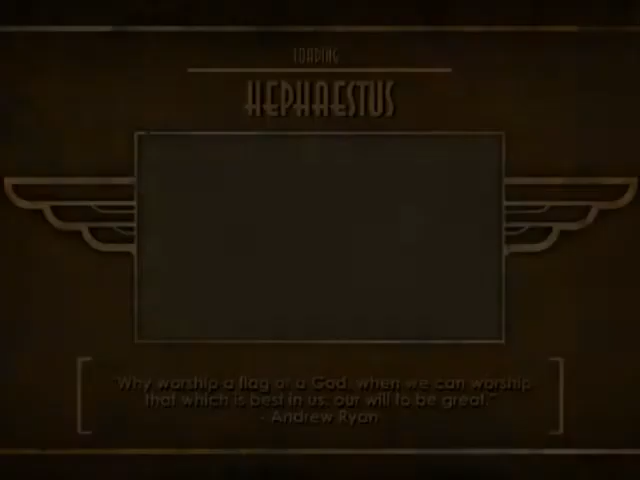 LOADING
HEPHAESTUS
"Why worship a flag or a God, when we can worship
that which is best in us: our will to be great."
- Andrew Ryan